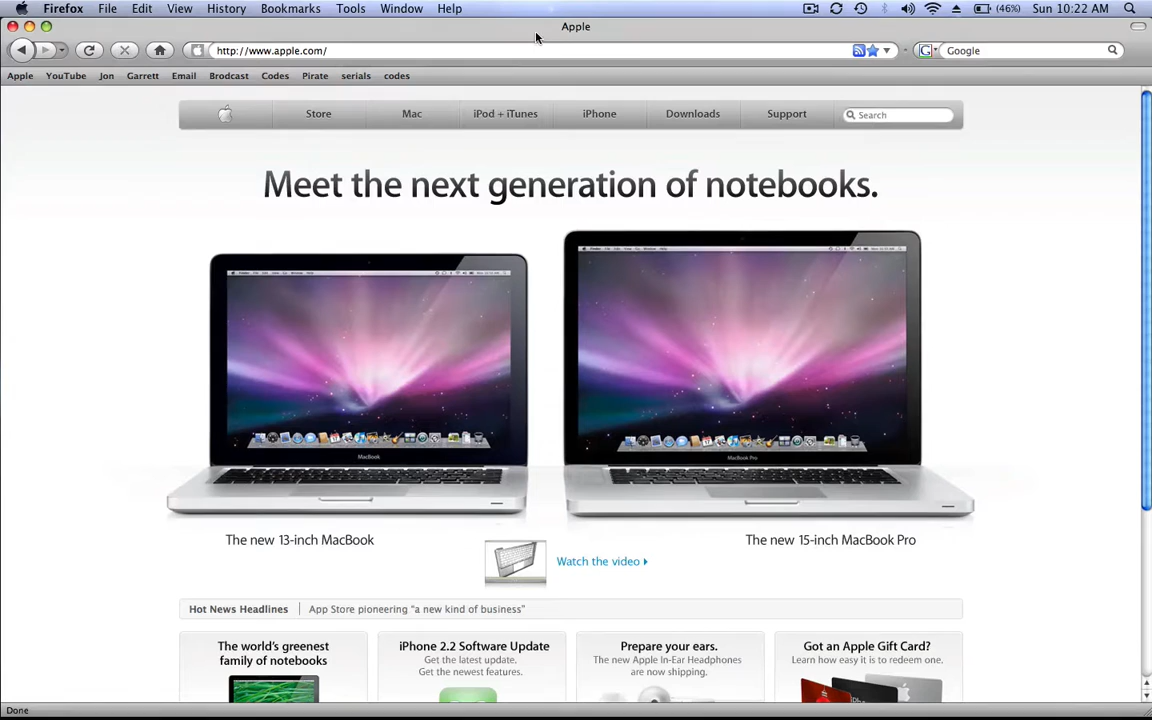 Firefox File Edit View History Bookmarks Tools Window Help (46%) Sun 10:22 AM
Apple
http://www.apple.com/ Google
Apple YouTube Jon Garrett Email Brodcast Codes Pirate serials codes
Store Mac iPod + iTunes iPhone Downloads Support Search
Meet the next generation of notebooks.
MacBook
MacBook Pro
The new 13-inch MacBook
The new 15-inch MacBook Pro
Watch the video
Hot News Headlines App Store pioneering "a new kind of business"
The world's greenest
family of notebooks
iPhone 2.2 Software Update
Get the latest update.
Get the newest features.
Prepare your ears.
The new Apple In-Ear Headphones
are now shipping.
Got an Apple Gift Card?
Learn how easy it is to redeem one.
Done